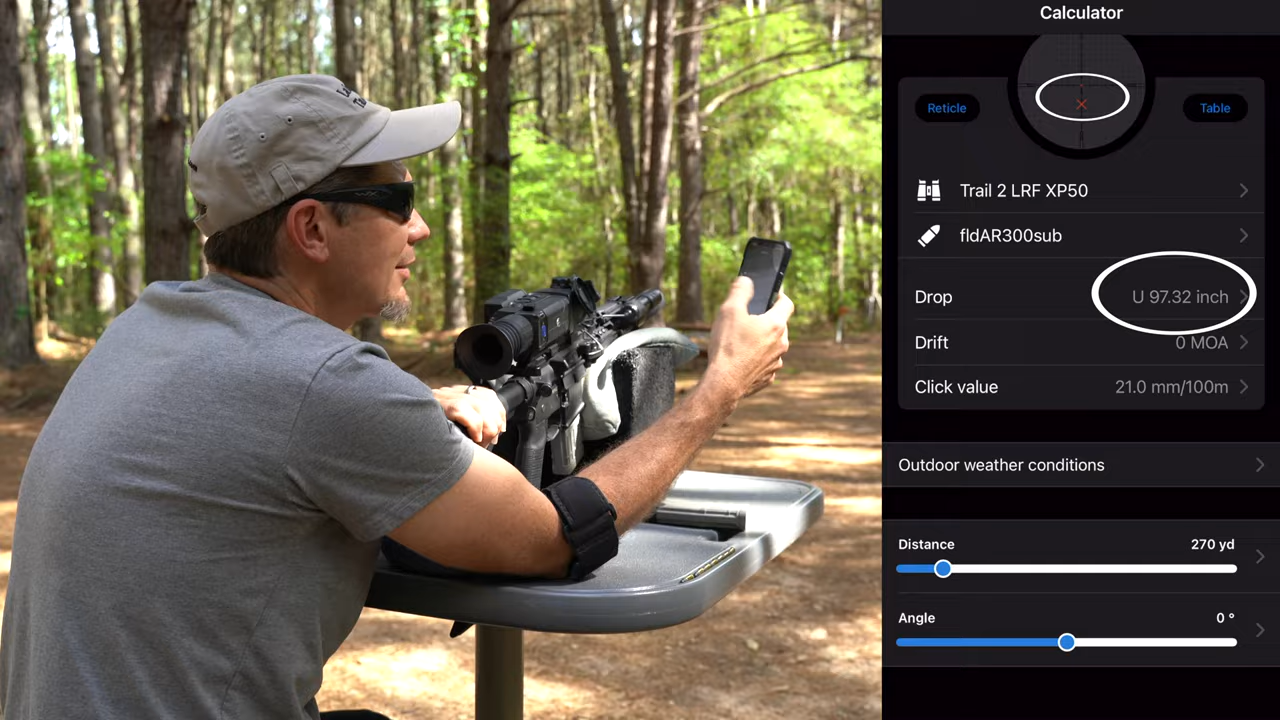 Calculator
Reticle
Table
Trail 2 LRF XP50
fldAR300sub
Drop U 97.32 inch
Drift 0 MOA
Click value 21.0 mm/100m
Outdoor weather conditions
Distance 270 yd
Angle 0 °